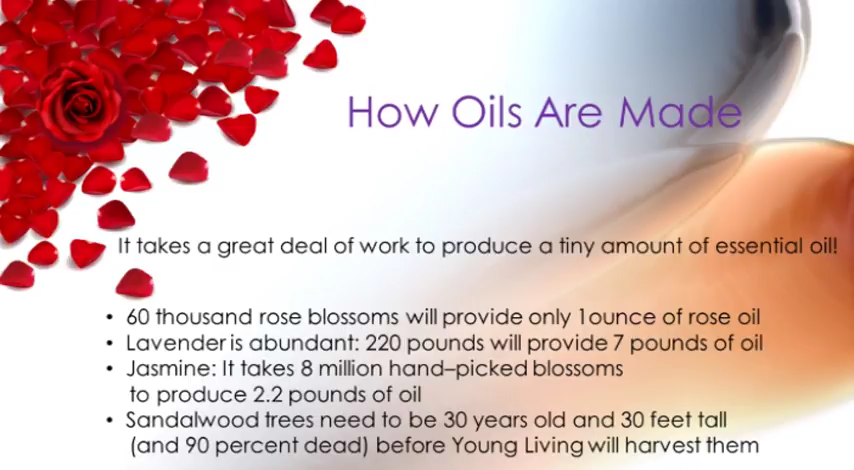 How Oils Are Made
It takes a great deal of work to produce a tiny amount of essential oil!
• 60 thousand rose blossoms will provide only 1ounce of rose oil
• Lavender is abundant: 220 pounds will provide 7 pounds of oil
• Jasmine: It takes 8 million hand–picked blossoms
to produce 2.2 pounds of oil
• Sandalwood trees need to be 30 years old and 30 feet tall
(and 90 percent dead) before Young Living will harvest them